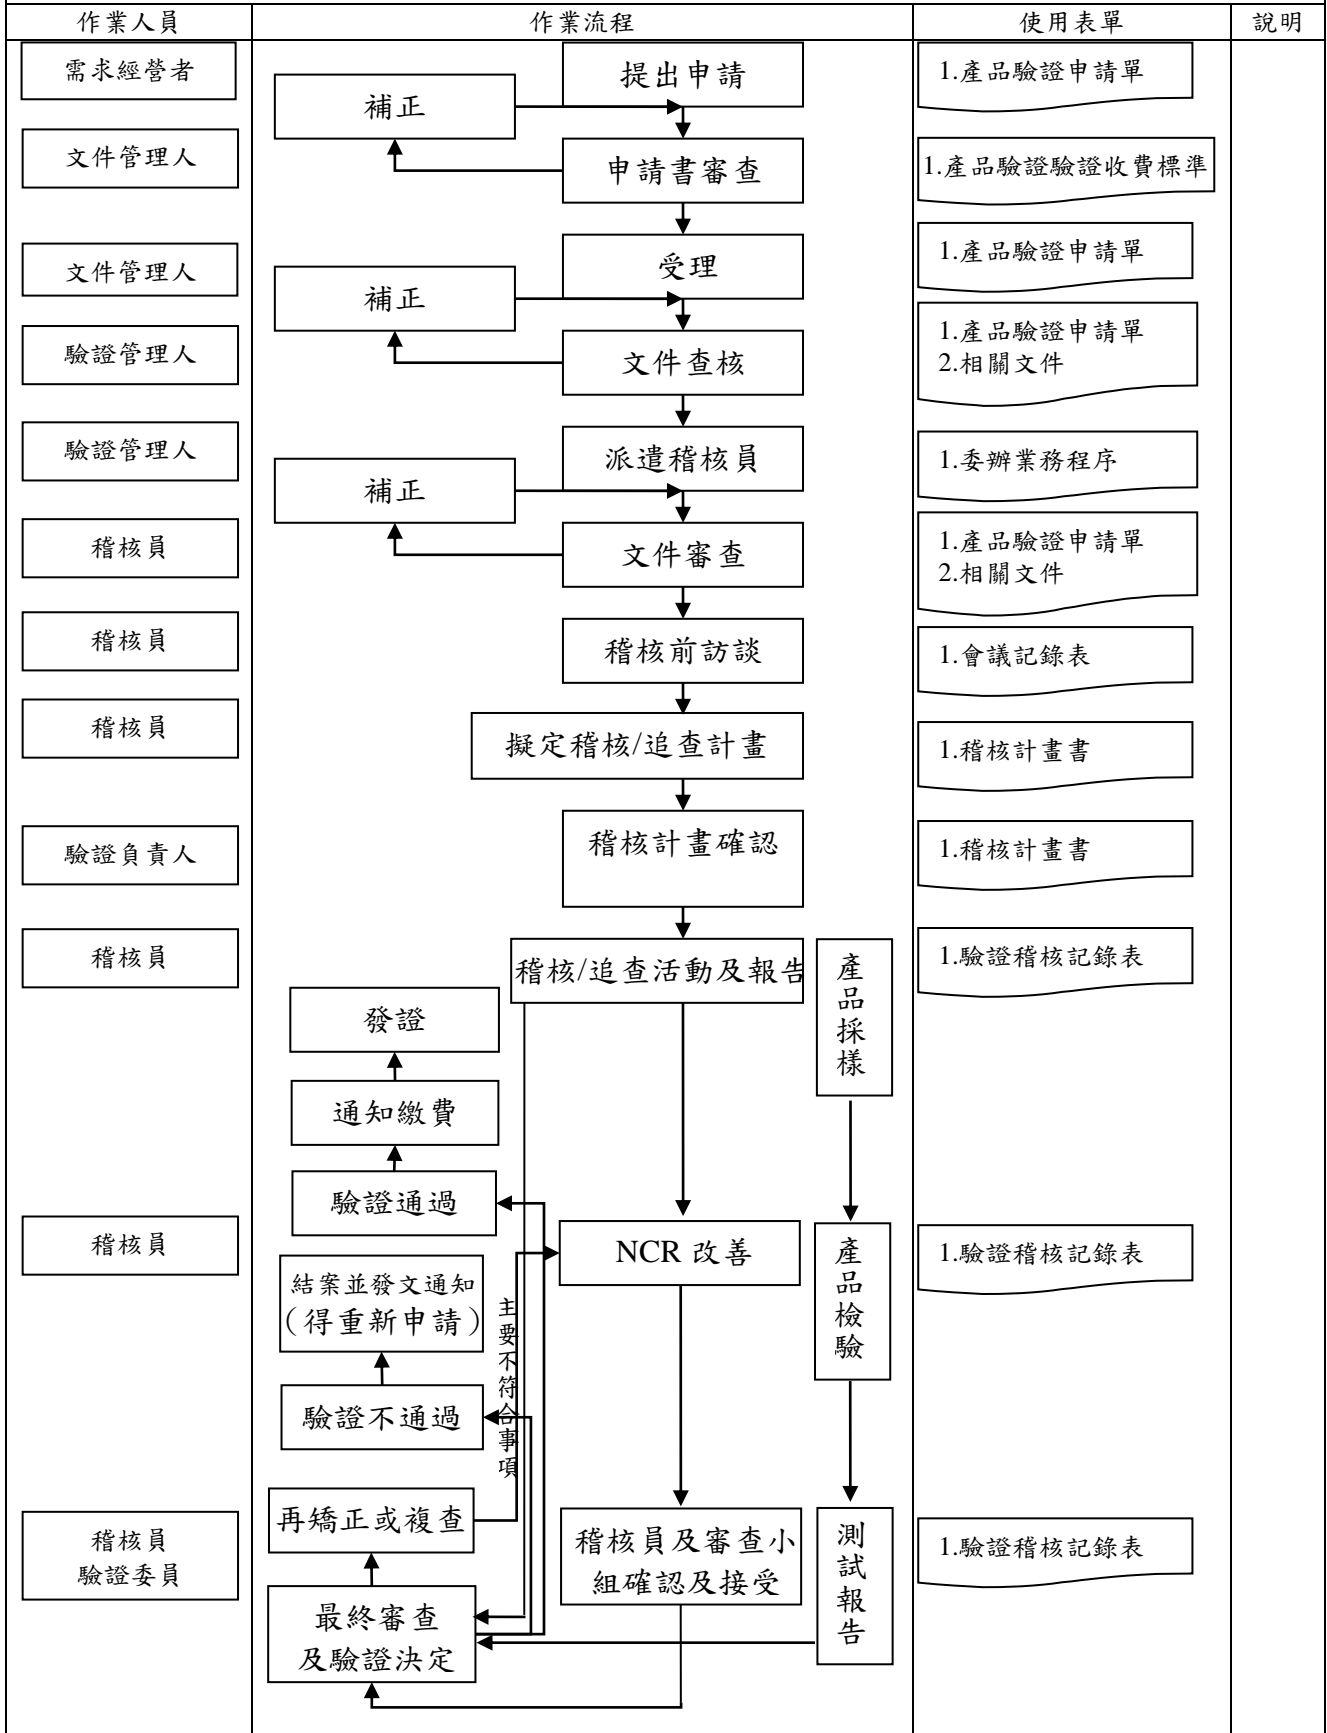 作業人員
作業流程
使用表單
說明
需求經營者
提出申請
1.產品驗證申請單
補正
文件管理人
申請書審查
1.產品驗證驗證收費標準
文件管理人
受理
1.產品驗證申請單
補正
驗證管理人
文件查核
1.產品驗證申請單
2.相關文件
驗證管理人
派遣稽核員
1.委辦業務程序
補正
稽核員
文件審查
1.產品驗證申請單
2.相關文件
稽核員
稽核前訪談
1.會議記錄表
稽核員
擬定稽核/追查計畫
1.稽核計畫書
驗證負責人
稽核計畫確認
1.稽核計畫書
稽核員
稽核/追查活動及報告
產品採樣
1.驗證稽核記錄表
發證
通知繳費
驗證通過
稽核員
NCR 改善
產品檢驗
1.驗證稽核記錄表
結案並發文通知
(得重新申請)
主要不符合事項
驗證不通過
再矯正或複查
稽核員
驗證委員
稽核員及審查小
組確認及接受
測試報告
1.驗證稽核記錄表
最終審查
及驗證決定